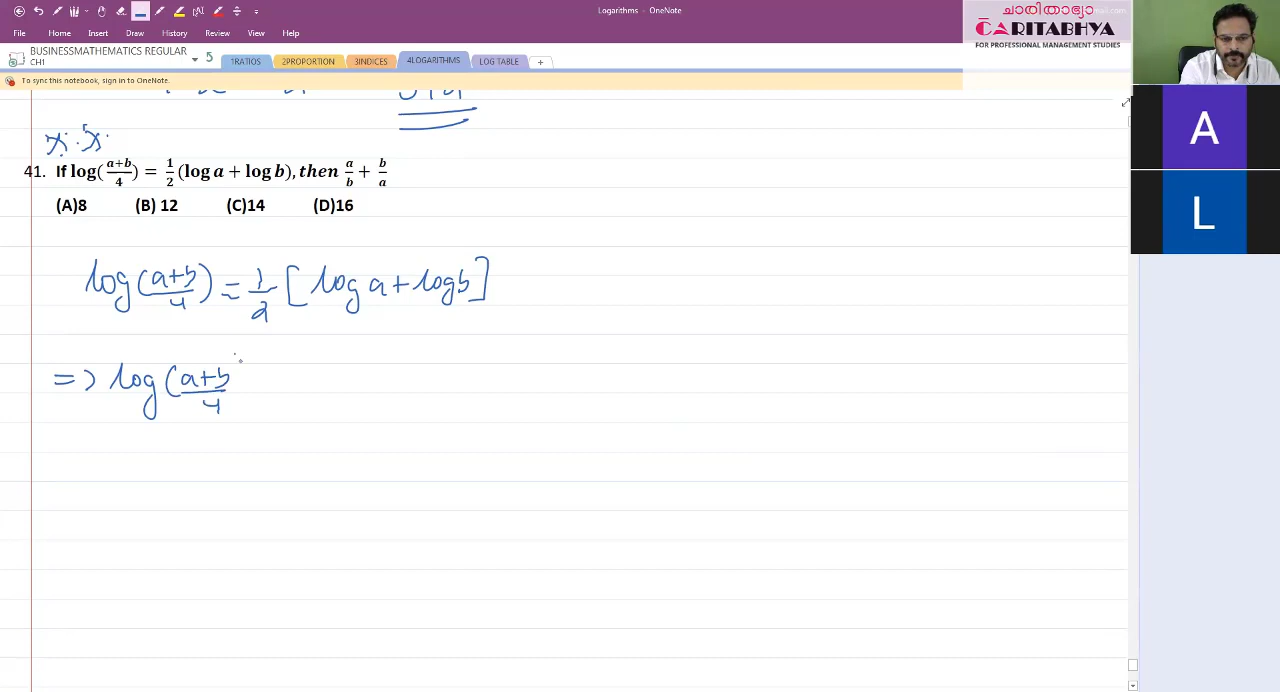 Logarithms - OneNote
ചാരിതാഭ്യാ
mail.com
CARITABHYA
FOR PROFESSIONAL MANAGEMENT STUDIES
File Home Insert Draw History Review View Help
BUSINESSMATHEMATICS REGULAR
CH1
1RATIOS 2PROPORTION 3INDICES 4LOGARITHMS LOG TABLE +
To sync this notebook, sign in to OneNote.
41. If log((a+b)/4) = 1/2 (log a + log b), then a/b + b/a
(A)8 (B) 12 (C)14 (D)16
log((a+b)/4) = 1/2 [log a + log b]
=> log(a+b/4
A
L